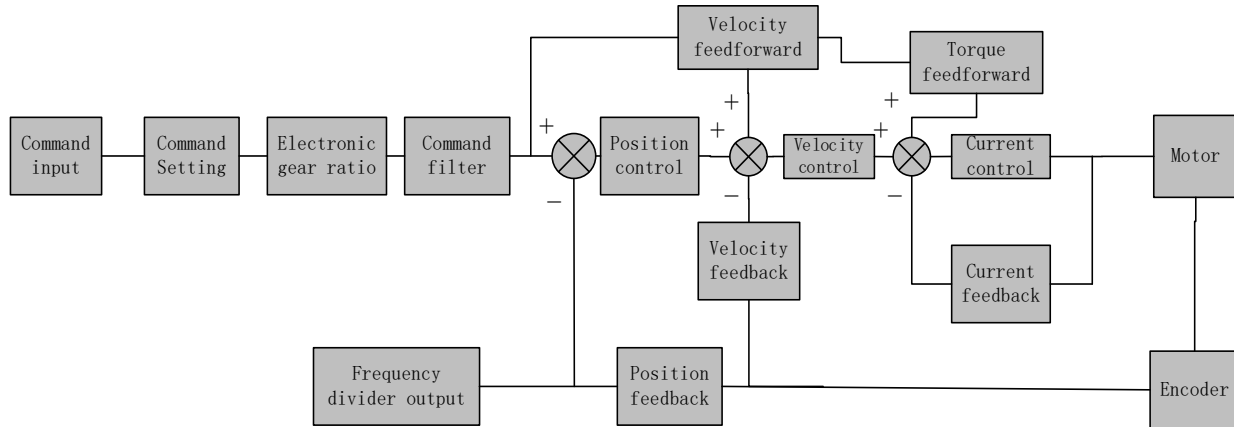 Velocity
feedforward
Torque
feedforward
+
+
Command
input
Command
Setting
Electronic
gear ratio
Command
filter
+
Position
control
+
Velocity
control
+
Current
control
Motor
−
−
−
Velocity
feedback
Current
feedback
Frequency
divider output
Position
feedback
Encoder